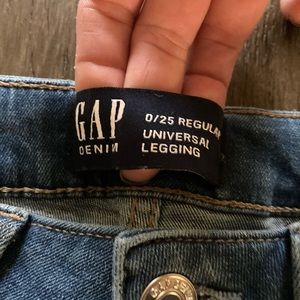 GAP
DENIM
0/25 REGULAR
UNIVERSAL
LEGGING